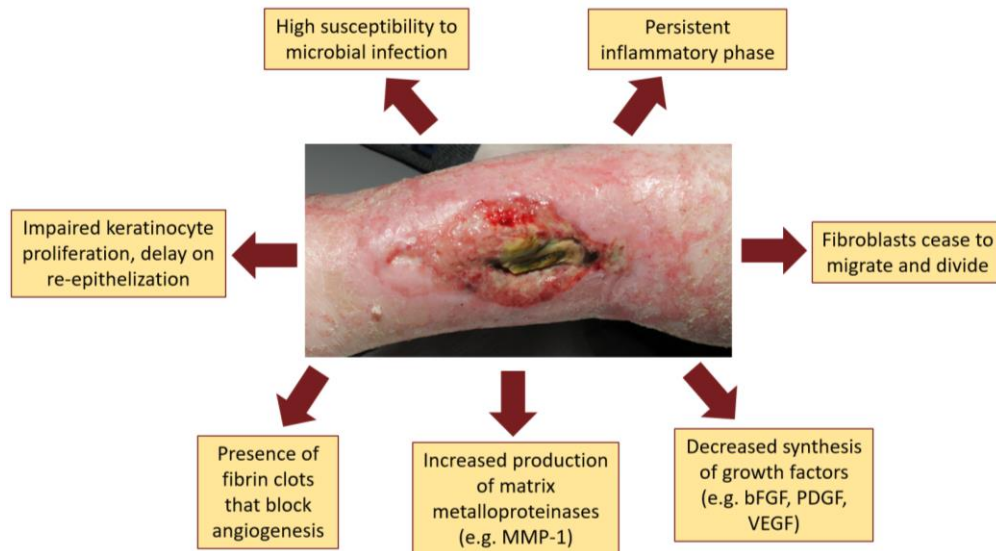 High susceptibility to
microbial infection
Persistent
inflammatory phase
Impaired keratinocyte
proliferation, delay on
re-epithelization
Fibroblasts cease to
migrate and divide
Presence of
fibrin clots
that block
angiogenesis
Increased production
of matrix
metalloproteinases
(e.g. MMP-1)
Decreased synthesis
of growth factors
(e.g. bFGF, PDGF,
VEGF)